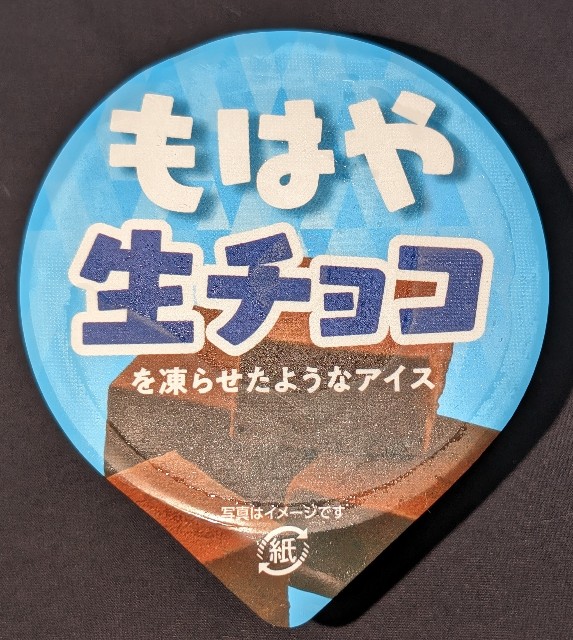 もはや
生チョコ
を凍らせたようなアイス
写真はイメージです
紙